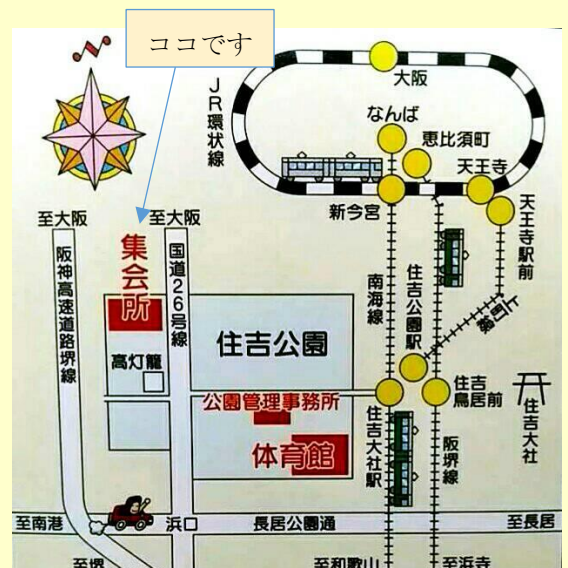 ココです
JR環状線
大阪
なんば
恵比須町
天王寺
新今宮
天王寺駅前
至大阪
至大阪
阪神高速道路堺線
集会所
国道26号線
南海線
住吉公園駅
上町線
高灯籠
住吉公園
公園管理事務所
体育館
住吉大社駅
住吉鳥居前
阪堺線
住吉大社
至南港
浜口
長居公園通
至長居
至堺
至和歌山
至浜寺